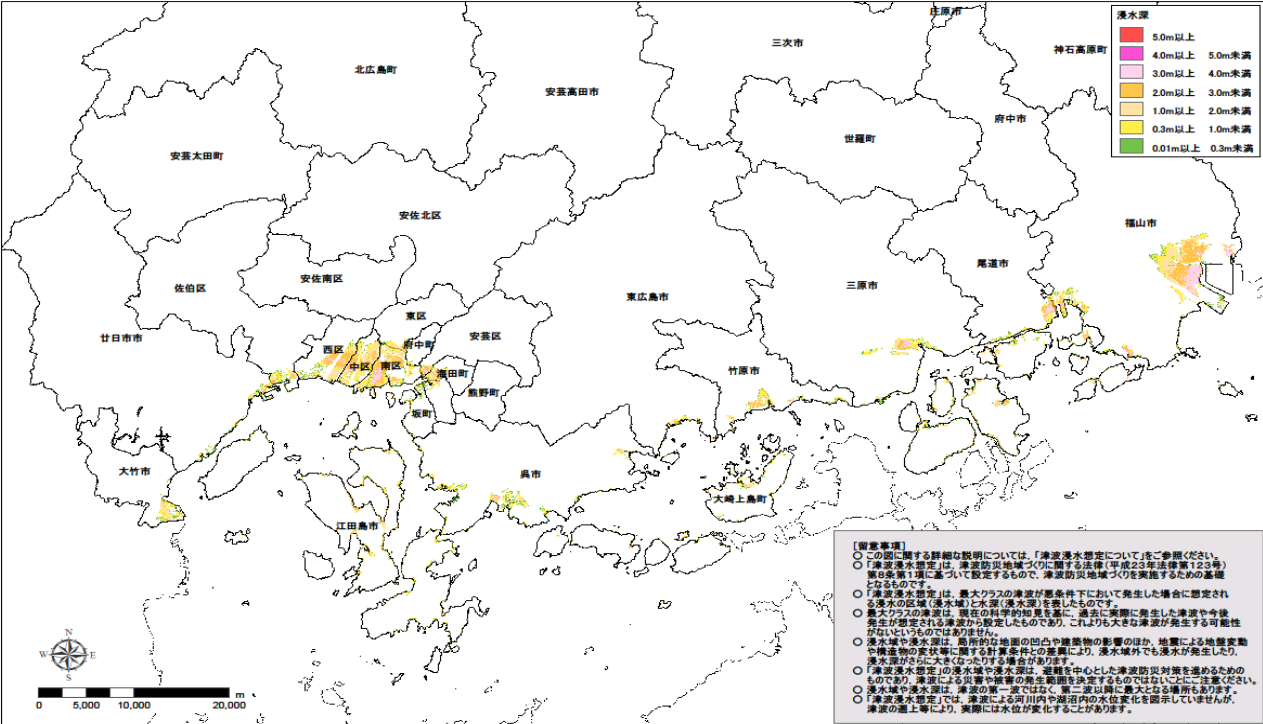 庄原市
三次市
神石高原町
北広島町
安芸高田市
府中市
世羅町
安芸太田町
安佐北区
福山市
尾道市
安佐南区
佐伯区
三原市
東広島市
東区
安芸区
廿日市市
府中町
西区
中区
南区
海田町
竹原市
熊野町
坂町
大竹市
呉市
大崎上島町
江田島市
浸水深
5.0m以上
4.0m以上 5.0m未満
3.0m以上 4.0m未満
2.0m以上 3.0m未満
1.0m以上 2.0m未満
0.3m以上 1.0m未満
0.01m以上 0.3m未満
[留意事項]
○ この図に関する詳細な説明については、「津波浸水想定について」をご参照ください。
○ 「津波浸水想定」は、津波防災地域づくりに関する法律(平成23年法律第123号)
第8条第1項に基づいて設定するもので、津波防災地域づくりを実施するための基礎
となるものです。
○ 「津波浸水想定」は、最大クラスの津波が悪条件下において発生した場合に想定され
る浸水の区域(浸水域)と水深(浸水深)を表したものです。
○ 最大クラスの津波は、現在の科学的知見を基に、過去に実際に発生した津波や今後
発生が想定される津波から設定したものであり、これよりも大きな津波が発生する可能性
がないというものではありません。
○ 浸水域や浸水深は、局所的な地面の凹凸や建築物の影響のほか、地震による地盤変動
や構造物の変状等に関する計算条件との差異により、浸水域外でも浸水が発生したり、
浸水深がさらに大きくなったりする場合があります。
○ 「津波浸水想定」の浸水域や浸水深は、避難を中心とした津波防災対策を進めるための
ものであり、津波による災害や被害の発生範囲を決定するものではないことにご注意ください。
○ 浸水域や浸水深は、津波の第一波ではなく、第二波以降に最大となる場所もあります。
○ 「津波浸水想定」では、津波による河川内や湖沼内の水位変化を図示していませんが、
津波の遡上等により、実際には水位が変化することがあります。
N
W E
S
0 5,000 10,000 20,000 m